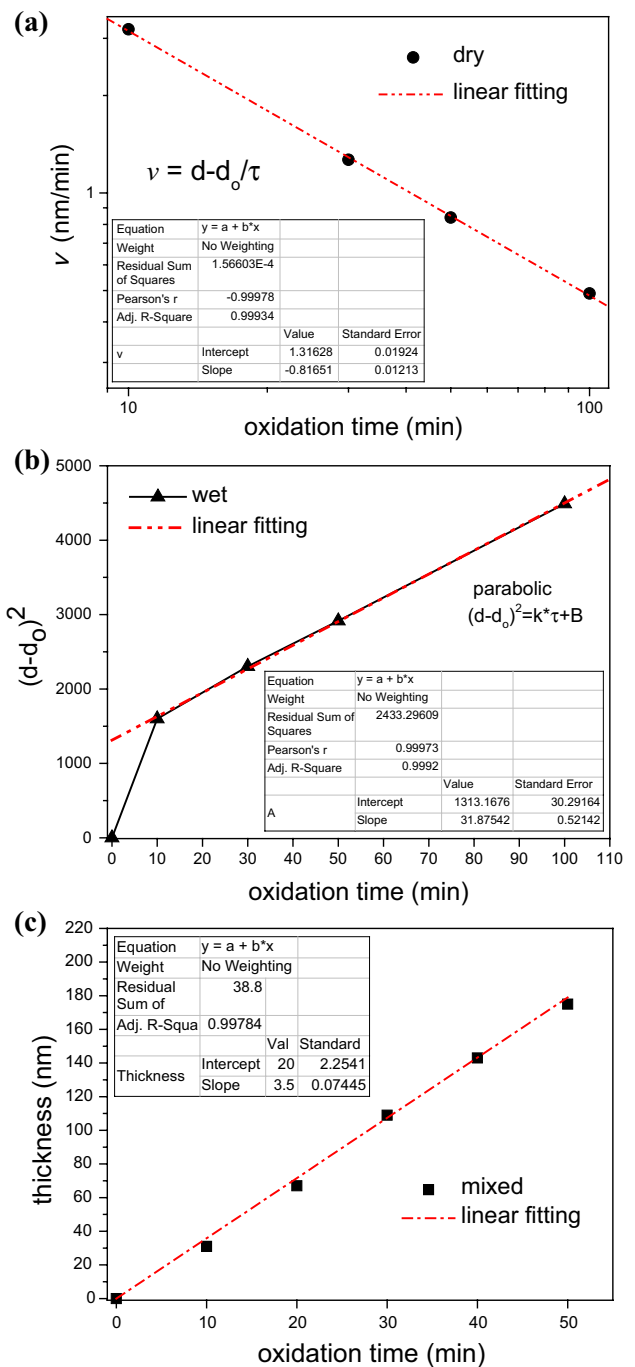 (a)
dry
linear fitting
v = d-do/τ
Equation y = a + b*x
Weight No Weighting
Residual Sum of Squares 1.56603E-4
Pearson's r -0.99978
Adj. R-Square 0.99934
Value Standard Error
v Intercept 1.31628 0.01924
Slope -0.81651 0.01213
1
v (nm/min)
10 100
oxidation time (min)
(b)
5000
4500
4000
3500
3000
2500
2000
1500
1000
500
0
(d-do)2
wet
linear fitting
parabolic
(d-do)2=k*τ+B
Equation y = a + b*x
Weight No Weighting
Residual Sum of Squares 2433.29609
Pearson's r 0.99973
Adj. R-Square 0.9992
Value Standard Error
A Intercept 1313.1676 30.29164
Slope 31.87542 0.52142
0 10 20 30 40 50 60 70 80 90 100 110
oxidation time (min)
(c)
220
200
180
160
140
120
100
80
60
40
20
0
thickness (nm)
Equation y = a + b*x
Weight No Weighting
Residual Sum of 38.8
Adj. R-Squa 0.99784
Val Standard
Thickness Intercept 20 2.2541
Slope 3.5 0.07445
mixed
linear fitting
0 10 20 30 40 50
oxidation time (min)